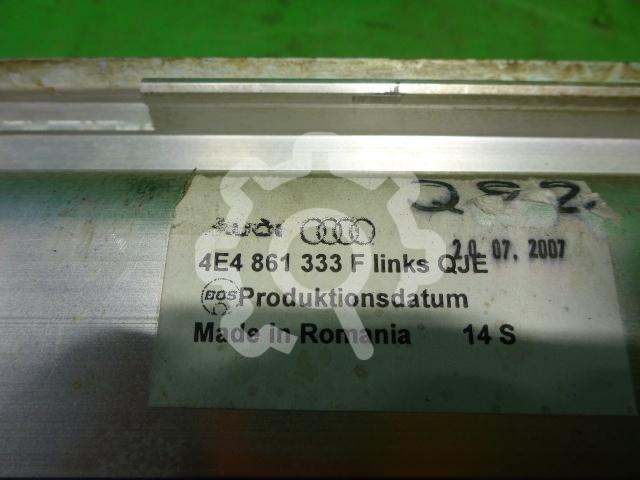 Q92.
Audi
20.07.2007
4E4 861 333 F links QJE
BOS Produktionsdatum
Made in Romania 14 S